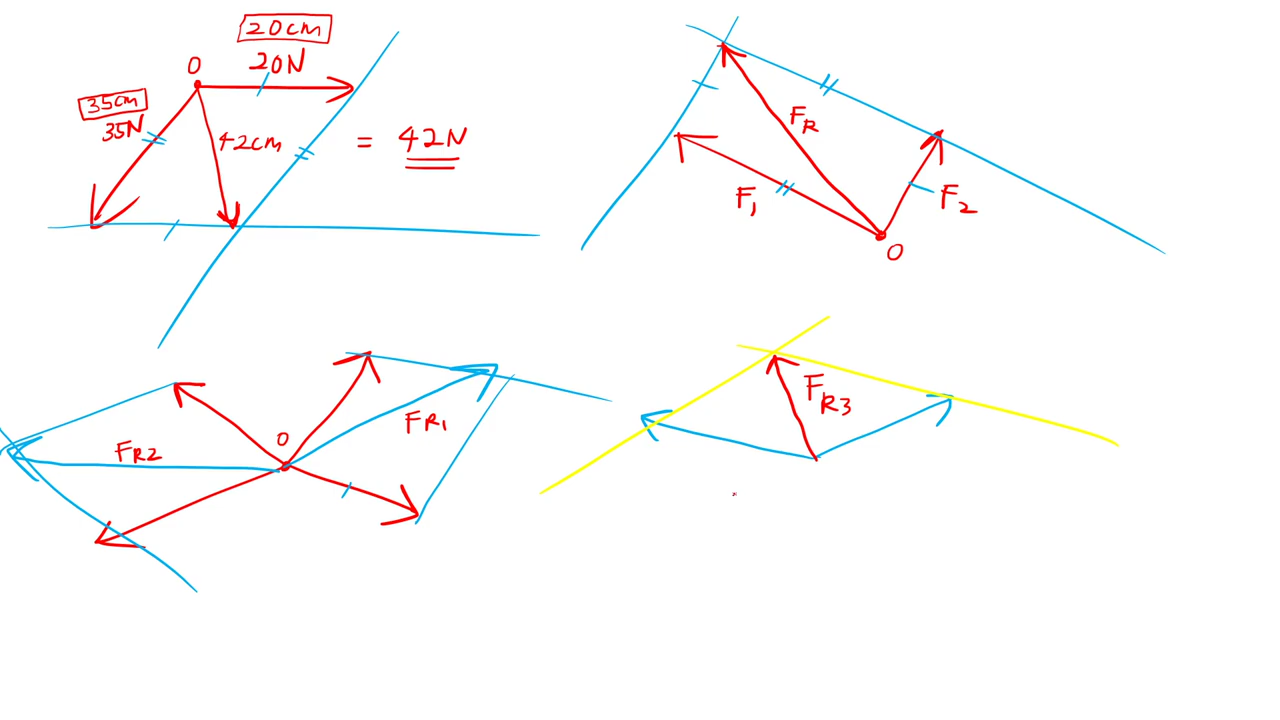 20cm
20N
O
35cm
35N
42cm
= 42N
FR
F1
F2
O
FR1
O
FR2
FR3